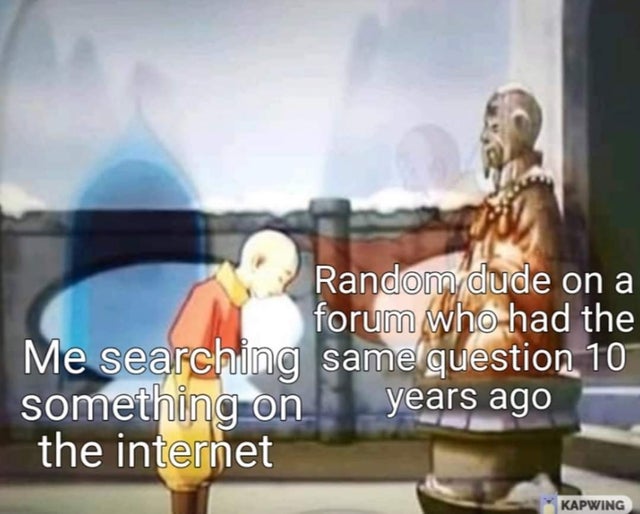 Me searching
something on
the internet
Random dude on a
forum who had the
same question 10
years ago
KAPWING